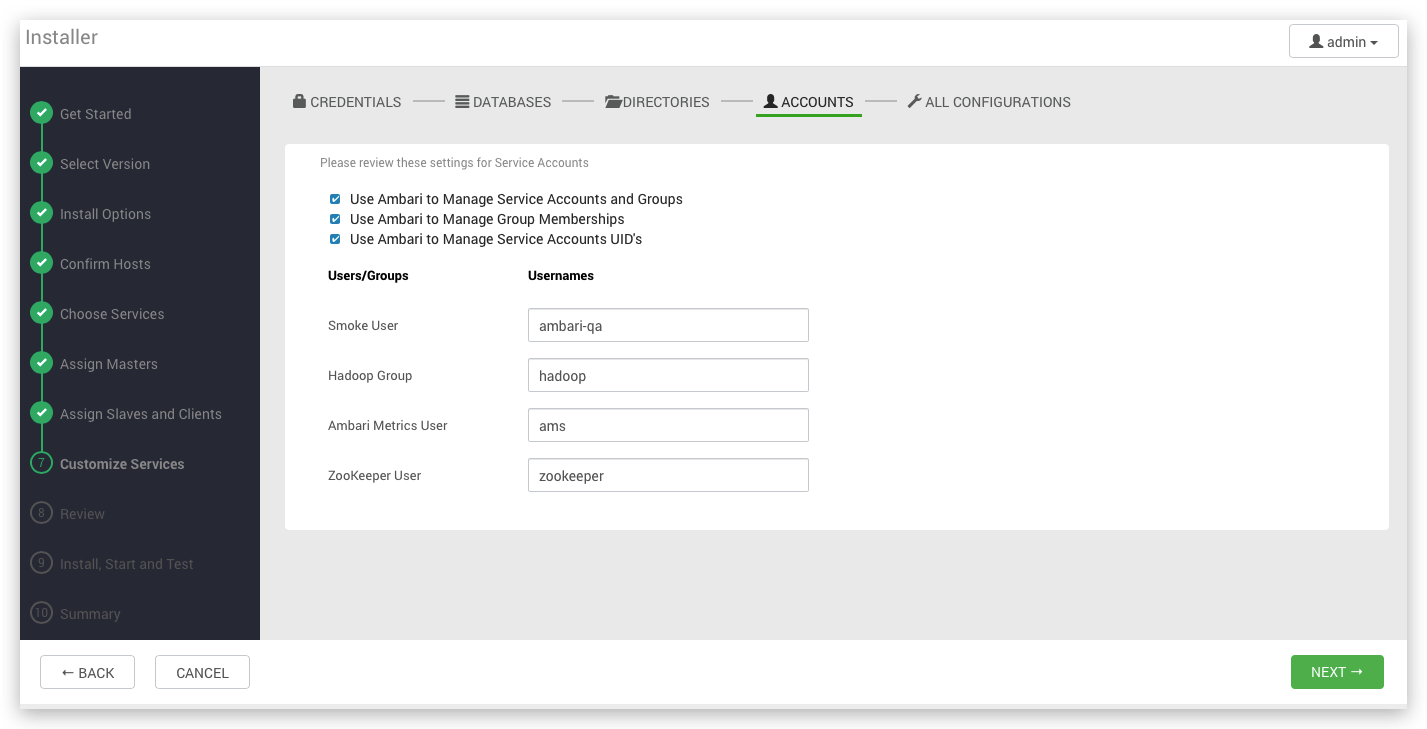 Installer
admin
Get Started
Select Version
Install Options
Confirm Hosts
Choose Services
Assign Masters
Assign Slaves and Clients
7 Customize Services
8 Review
9 Install, Start and Test
10 Summary
CREDENTIALS DATABASES DIRECTORIES ACCOUNTS ALL CONFIGURATIONS
Please review these settings for Service Accounts
Use Ambari to Manage Service Accounts and Groups
Use Ambari to Manage Group Memberships
Use Ambari to Manage Service Accounts UID's
Users/Groups Usernames
Smoke User ambari-qa
Hadoop Group hadoop
Ambari Metrics User ams
ZooKeeper User zookeeper
← BACK CANCEL NEXT →